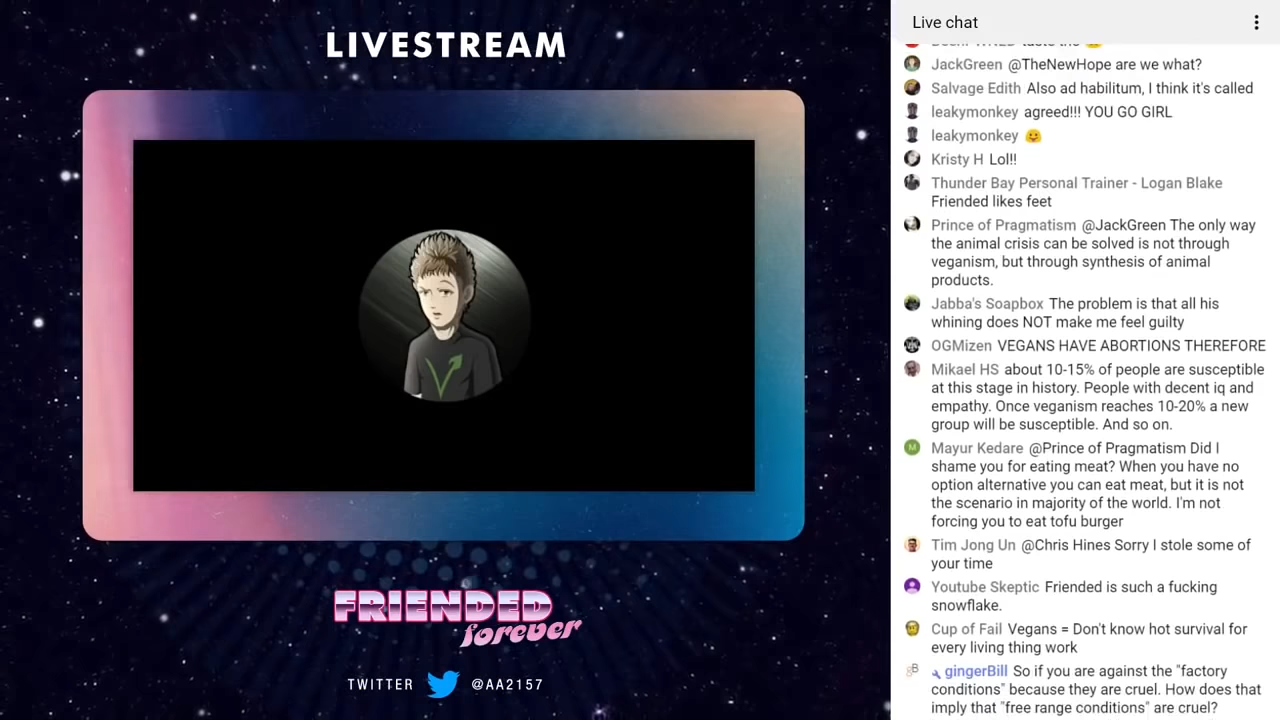 LIVESTREAM
FRIENDED
forever
TWITTER @AA2157
Live chat
JackGreen @TheNewHope are we what?
Salvage Edith Also ad habilitum, I think it's called
leakymonkey agreed!!! YOU GO GIRL
leakymonkey 🤗
Kristy H Lol!!
Thunder Bay Personal Trainer - Logan Blake
Friended likes feet
Prince of Pragmatism @JackGreen The only way
the animal crisis can be solved is not through
veganism, but through synthesis of animal
products.
Jabba's Soapbox The problem is that all his
whining does NOT make me feel guilty
OGMizen VEGANS HAVE ABORTIONS THEREFORE
Mikael HS about 10-15% of people are susceptible
at this stage in history. People with decent iq and
empathy. Once veganism reaches 10-20% a new
group will be susceptible. And so on.
M
Mayur Kedare @Prince of Pragmatism Did I
shame you for eating meat? When you have no
option alternative you can eat meat, but it is not
the scenario in majority of the world. I'm not
forcing you to eat tofu burger
Tim Jong Un @Chris Hines Sorry I stole some of
your time
Youtube Skeptic Friended is such a fucking
snowflake.
Cup of Fail Vegans = Don't know hot survival for
every living thing work
gingerBill So if you are against the "factory
conditions" because they are cruel. How does that
imply that "free range conditions" are cruel?